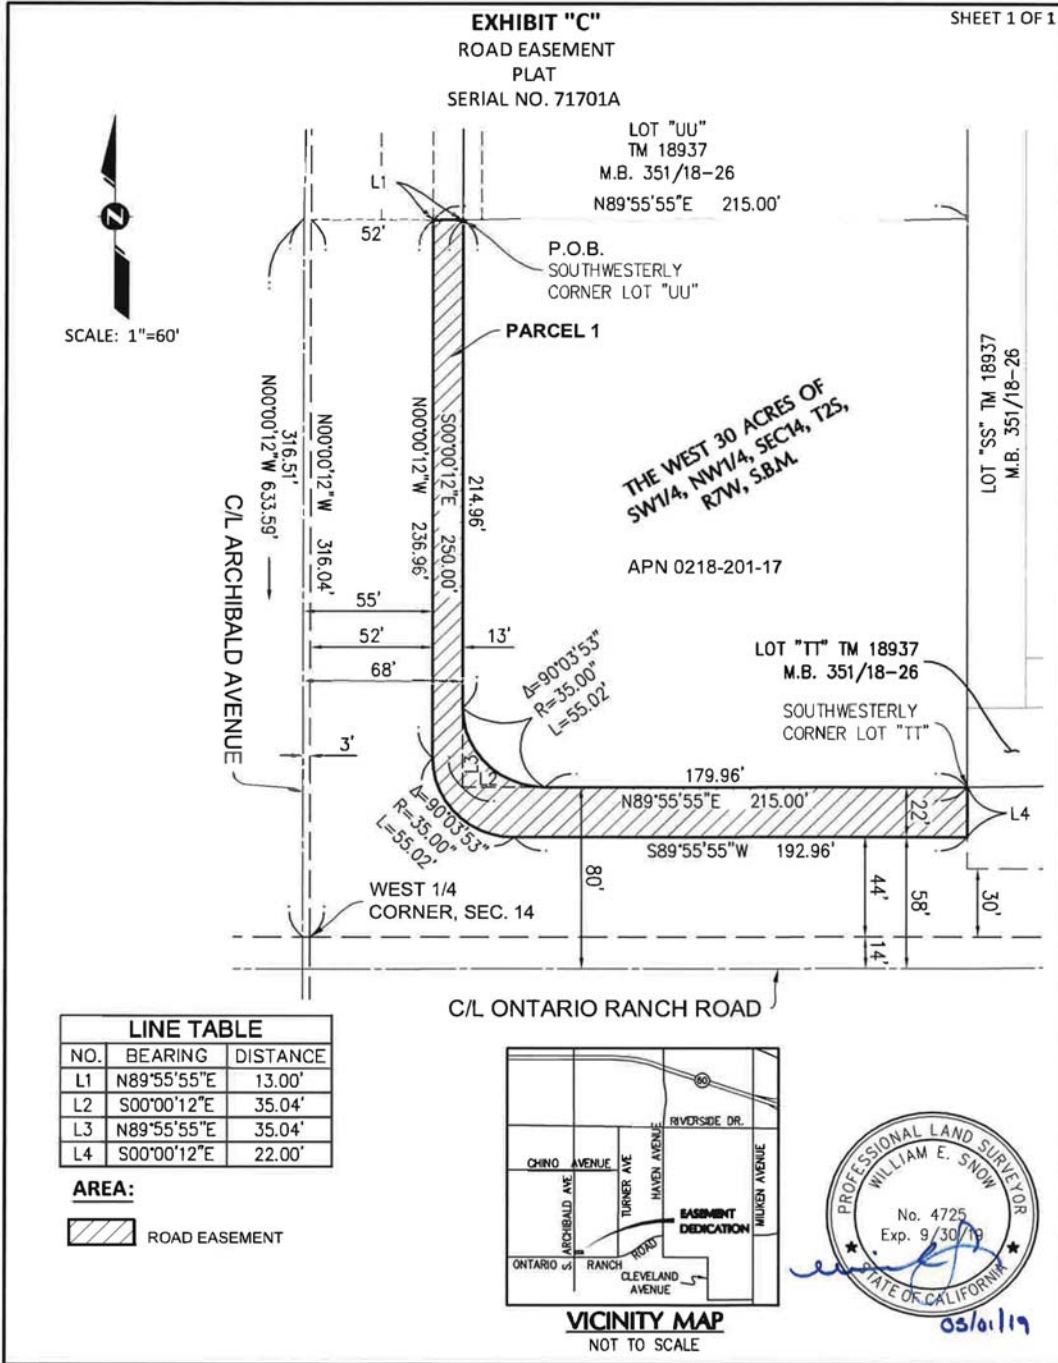 EXHIBIT "C"
SHEET 1 OF 1
ROAD EASEMENT
PLAT
SERIAL NO. 71701A
LOT "UU"
TM 18937
M.B. 351/18-26
N89°55'55"E 215.00'
L1
52'
P.O.B.
SOUTHWESTERLY
CORNER LOT "UU"
PARCEL 1
Z
SCALE: 1"=60'
THE WEST 30 ACRES OF
SW1/4, NW1/4, SEC14, T2S,
R7W, S.B.M.
APN 0218-201-17
LOT "SS" TM 18937
M.B. 351/18-26
C/L ARCHIBALD AVENUE
N00°00'12"W 633.59'
316.51'
N00°00'12"W 316.04'
N00°00'12"W 236.96'
S00°00'12"E 250.00'
214.96'
55'
52'
13'
68'
3'
Δ=90°03'53"
R=35.00"
L=55.02'
LOT "TT" TM 18937
M.B. 351/18-26
SOUTHWESTERLY
CORNER LOT "TT"
L3
L2
179.96'
N89°55'55"E 215.00'
22'
L4
Δ=90°03'53"
R=35.00"
L=55.02'
S89°55'55"W 192.96'
80'
44'
58'
30'
14'
WEST 1/4
CORNER, SEC. 14
C/L ONTARIO RANCH ROAD
LINE TABLE
NO. BEARING DISTANCE
L1 N89°55'55"E 13.00'
L2 S00°00'12"E 35.04'
L3 N89°55'55"E 35.04'
L4 S00°00'12"E 22.00'
AREA:
ROAD EASEMENT
60
RIVERSIDE DR.
CHINO AVENUE
S. ARCHIBALD AVE
TURNER AVE
HAVEN AVENUE
MILIKEN AVENUE
EASEMENT
DEDICATION
ONTARIO RANCH ROAD
CLEVELAND
AVENUE
VICINITY MAP
NOT TO SCALE
PROFESSIONAL LAND SURVEYOR
WILLIAM E. SNOW
No. 4725
Exp. 9/30/19
STATE OF CALIFORNIA
03/01/19